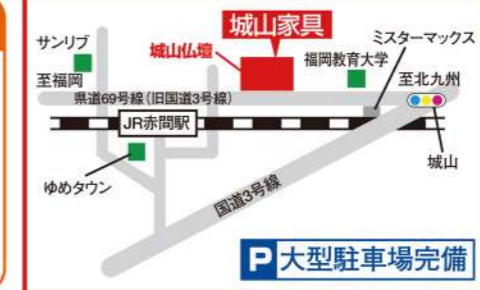 城山家具
サンリブ
城山仏壇
ミスターマックス
福岡教育大学
至福岡
至北九州
県道69号線(旧国道3号線)
JR赤間駅
城山
ゆめタウン
国道3号線
P 大型駐車場完備